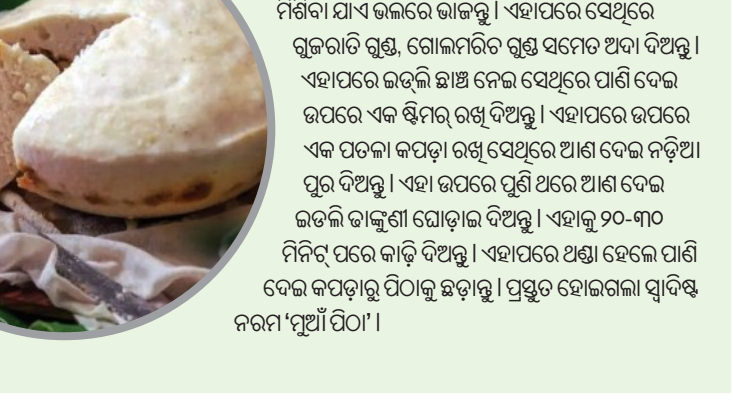 ମିଶିବା ଯାଏ ଭଲରେ ଭାଜନ୍ତୁ । ଏହାପରେ ସେଥିରେ
ଗୁଜରାତି ଗୁଣ୍ଡ, ଗୋଲମରିଚ ଗୁଣ୍ଡ ସମେତ ଅଦା ଦିଅନ୍ତୁ ।
ଏହାପରେ ଇଡ୍‌ଲି ଛାଞ୍ଚ ନେଇ ସେଥିରେ ପାଣି ଦେଇ
ଉପରେ ଏକ ଷ୍ଟିମର୍ ରଖି ଦିଅନ୍ତୁ । ଏହାପରେ ଉପରେ
ଏକ ପତଳା କପଡ଼ା ରଖି ସେଥିରେ ଆଣ ଦେଇ ନଡ଼ିଆ
ପୁର ଦିଅନ୍ତୁ । ଏହା ଉପରେ ପୁଣି ଥରେ ଆଣ ଦେଇ
ଇଡଲି ଢାଙ୍କୁଣୀ ଘୋଡ଼ାଇ ଦିଅନ୍ତୁ । ଏହାକୁ ୨୦-୩୦
ମିନିଟ୍ ପରେ କାଢ଼ି ଦିଅନ୍ତୁ । ଏହାପରେ ଥଣ୍ଡା ହେଲେ ପାଣି
ଦେଇ କପଡ଼ାରୁ ପିଠାକୁ ଛଡ଼ାନ୍ତୁ । ପ୍ରସ୍ତୁତ ହୋଇଗଲା ସ୍ୱାଦିଷ୍ଟ
ନରମ ‘ମୁଆଁ ପିଠା’ ।